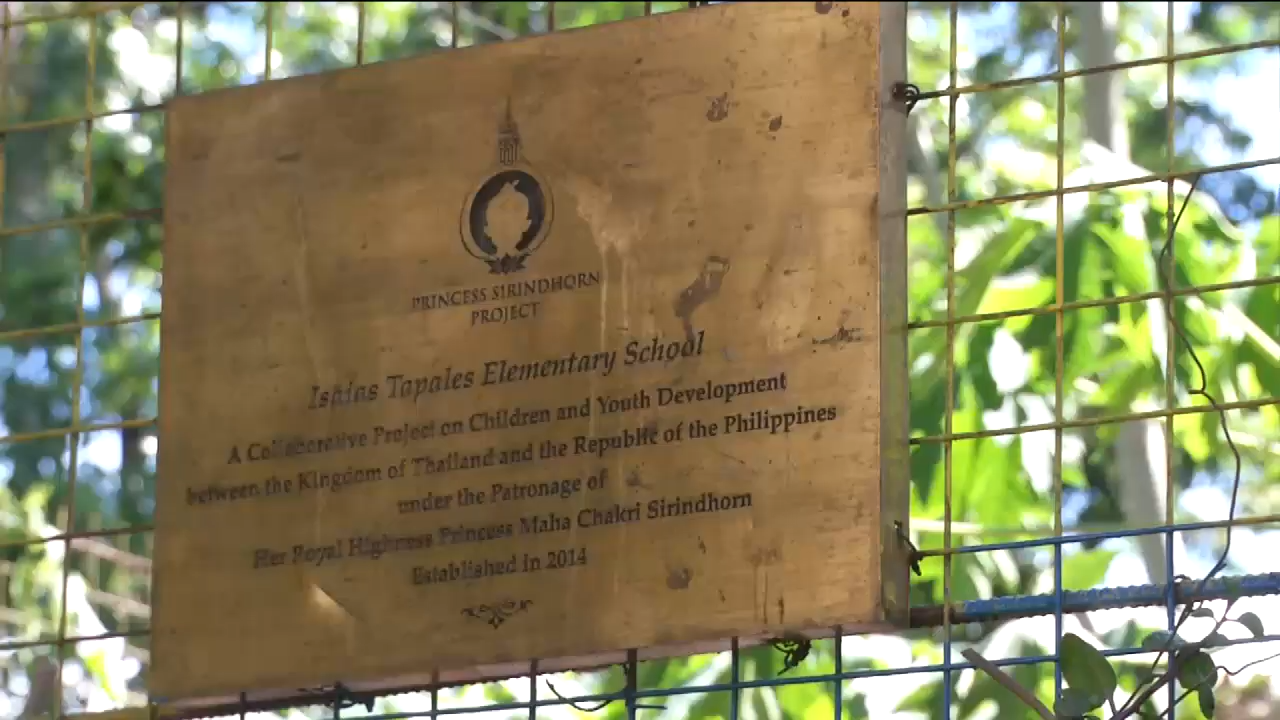 PRINCESS SIRINDHORN
PROJECT
Isaias Tapales Elementary School
A Collaborative Project on Children and Youth Development
between the Kingdom of Thailand and the Republic of the Philippines
under the Patronage of
Her Royal Highness Princess Maha Chakri Sirindhorn
Established in 2014